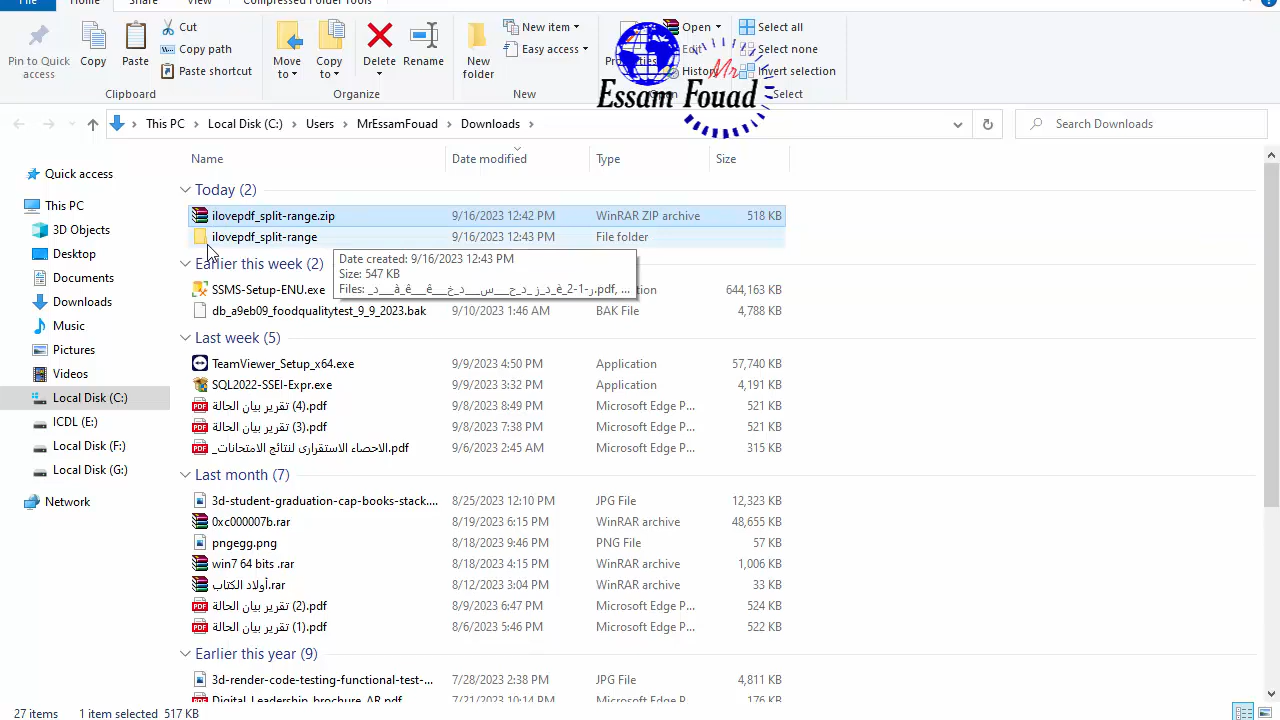 File Home Share View Compressed Folder Tools
Pin to Quick access
Copy
Paste
Cut
Copy path
Paste shortcut
Clipboard
Move to
Copy to
Delete
Rename
Organize
New folder
New item
Easy access
New
Open
History
Open
Select all
Select none
Invert selection
Select
Mr
Essam Fouad
This PC › Local Disk (C:) › Users › MrEssamFouad › Downloads ›
Search Downloads
Quick access
This PC
3D Objects
Desktop
Documents
Downloads
Music
Pictures
Videos
Local Disk (C:)
ICDL (E:)
Local Disk (F:)
Local Disk (G:)
Network
Name Date modified Type Size
Today (2)
ilovepdf_split-range.zip 9/16/2023 12:42 PM WinRAR ZIP archive 518 KB
ilovepdf_split-range 9/16/2023 12:43 PM File folder
Date created: 9/16/2023 12:43 PM
Size: 547 KB
Earlier this week (2)
SSMS-Setup-ENU.exe 644,163 KB
db_a9eb09_foodqualitytest_9_9_2023.bak 9/10/2023 1:46 AM BAK File 4,788 KB
Last week (5)
TeamViewer_Setup_x64.exe 9/9/2023 4:50 PM Application 57,740 KB
SQL2022-SSEI-Expr.exe 9/9/2023 3:32 PM Application 4,191 KB
تقرير بيان الحالة (4).pdf 9/8/2023 8:49 PM Microsoft Edge P... 521 KB
تقرير بيان الحالة (3).pdf 9/8/2023 7:38 PM Microsoft Edge P... 521 KB
_الاحصاء الاستقرارى لنتائج الامتحانات.pdf 9/6/2023 2:45 AM Microsoft Edge P... 315 KB
Last month (7)
3d-student-graduation-cap-books-stack.... 8/25/2023 12:10 PM JPG File 12,323 KB
0xc000007b.rar 8/19/2023 6:15 PM WinRAR archive 48,655 KB
pngegg.png 8/18/2023 9:46 PM PNG File 57 KB
win7 64 bits .rar 8/18/2023 4:15 PM WinRAR archive 1,006 KB
أولاد الكتاب.rar 8/12/2023 3:04 PM WinRAR archive 33 KB
تقرير بيان الحالة (2).pdf 8/9/2023 6:47 PM Microsoft Edge P... 524 KB
تقرير بيان الحالة (1).pdf 8/6/2023 5:46 PM Microsoft Edge P... 522 KB
Earlier this year (9)
3d-render-code-testing-functional-test-... 7/28/2023 2:38 PM JPG File 4,811 KB
Digital_Leadership_brochure_AR.pdf 7/21/2023 10:14 PM Microsoft Edge P... 176 KB
27 items 1 item selected 517 KB